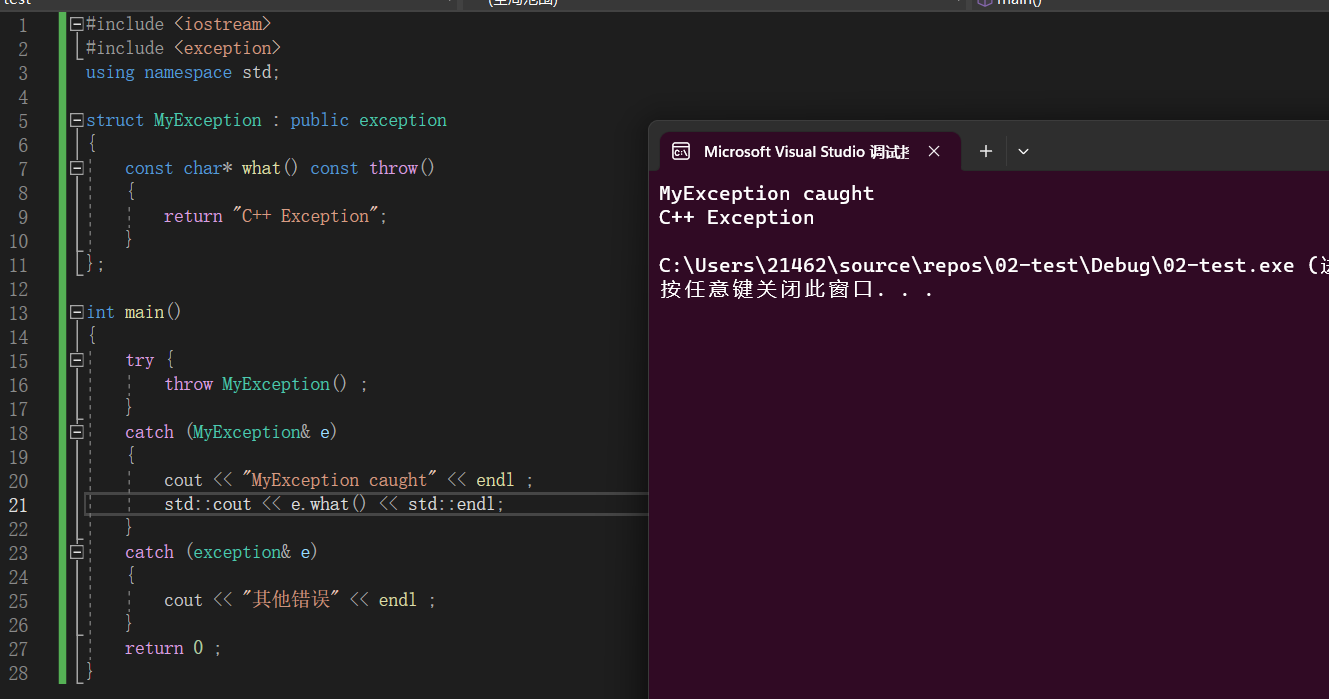 (全局范围)
main()
1 #include <iostream>
2 #include <exception>
3 using namespace std;
4
5 struct MyException : public exception
6 {
7 const char* what() const throw()
8 {
9 return "C++ Exception";
10 }
11 };
12
13 int main()
14 {
15 try {
16 throw MyException() ;
17 }
18 catch (MyException& e)
19 {
20 cout << "MyException caught" << endl ;
21 std::cout << e.what() << std::endl;
22 }
23 catch (exception& e)
24 {
25 cout << "其他错误" << endl ;
26 }
27 return 0 ;
28 }
Microsoft Visual Studio 调试
MyException caught
C++ Exception
C:\Users\21462\source\repos\02-test\Debug\02-test.exe (
按任意键关闭此窗口. . .